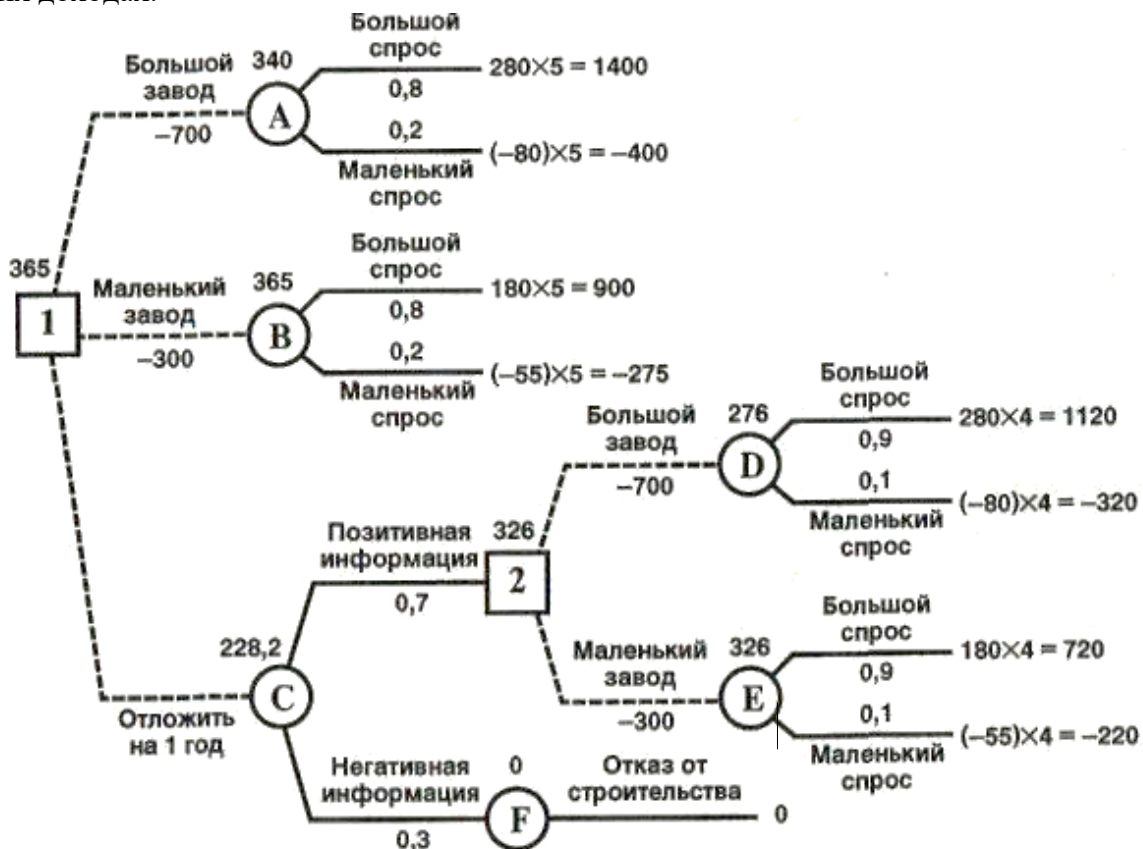 Большой
спрос
340
Большой
завод
280×5 = 1400
0,8
A
–700
0,2
(–80)×5 = –400
Маленький
спрос
Большой
спрос
365
Маленький
завод
365
180×5 = 900
0,8
1
B
–300
0,2
(–55)×5 = –275
Маленький
спрос
Большой
спрос
Большой
завод
276
280×4 = 1120
0,9
D
–700
0,1
(–80)×4 = –320
Маленький
спрос
Позитивная
информация
326
2
0,7
Большой
спрос
228,2
Маленький
завод
326
180×4 = 720
0,9
C
E
–300
0,1
Отложить
на 1 год
(–55)×4 = –220
Маленький
спрос
Негативная
информация
0
Отказ от
строительства
0
F
0,3